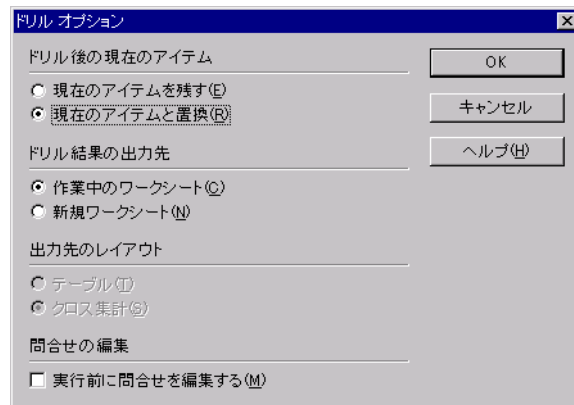 ドリル オプション
ドリル後の現在のアイテム
現在のアイテムを残す(E)
現在のアイテムと置換(R)
ドリル結果の出力先
作業中のワークシート(C)
新規ワークシート(N)
出力先のレイアウト
テーブル(T)
クロス集計(S)
問合せの編集
実行前に問合せを編集する(M)
OK
キャンセル
ヘルプ(H)